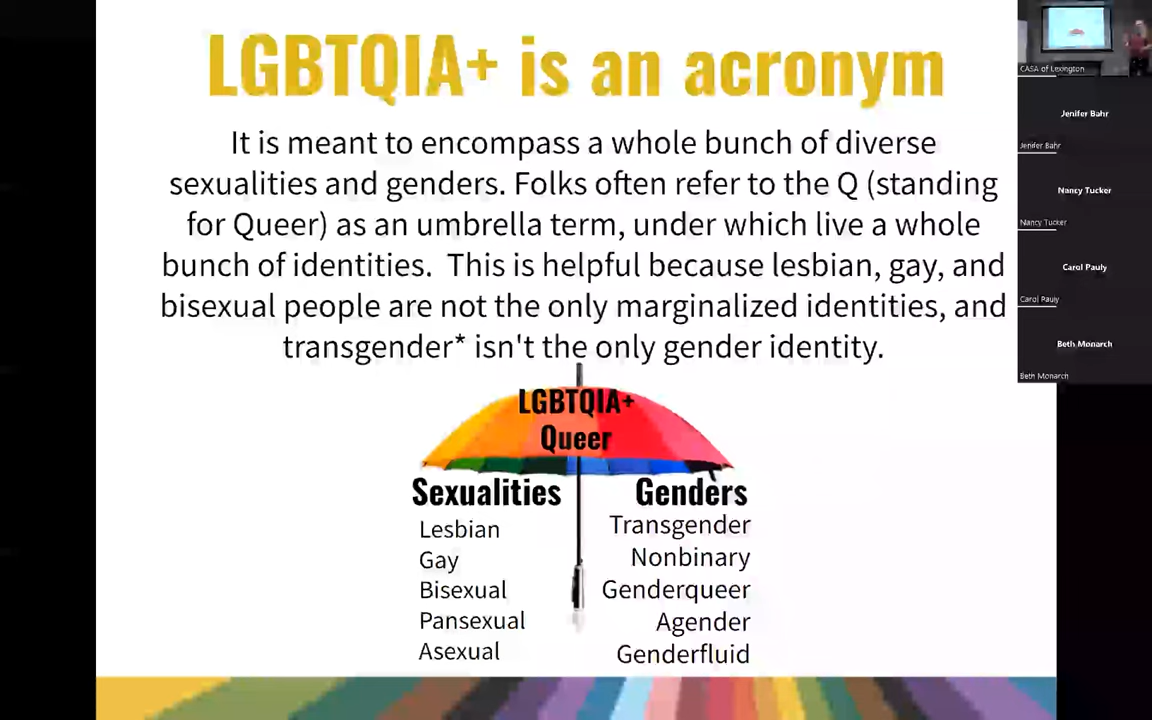 LGBTQIA+ is an acronym
It is meant to encompass a whole bunch of diverse
sexualities and genders. Folks often refer to the Q (standing
for Queer) as an umbrella term, under which live a whole
bunch of identities.  This is helpful because lesbian, gay, and
bisexual people are not the only marginalized identities, and
transgender* isn't the only gender identity.
LGBTQIA+
Queer
Sexualities
Lesbian
Gay
Bisexual
Pansexual
Asexual
Genders
Transgender
Nonbinary
Genderqueer
Agender
Genderfluid
CASA of Lexington
Jenifer Bahr
Jenifer Bahr
Nancy Tucker
Nancy Tucker
Carol Pauly
Carol Pauly
Beth Monarch
Beth Monarch